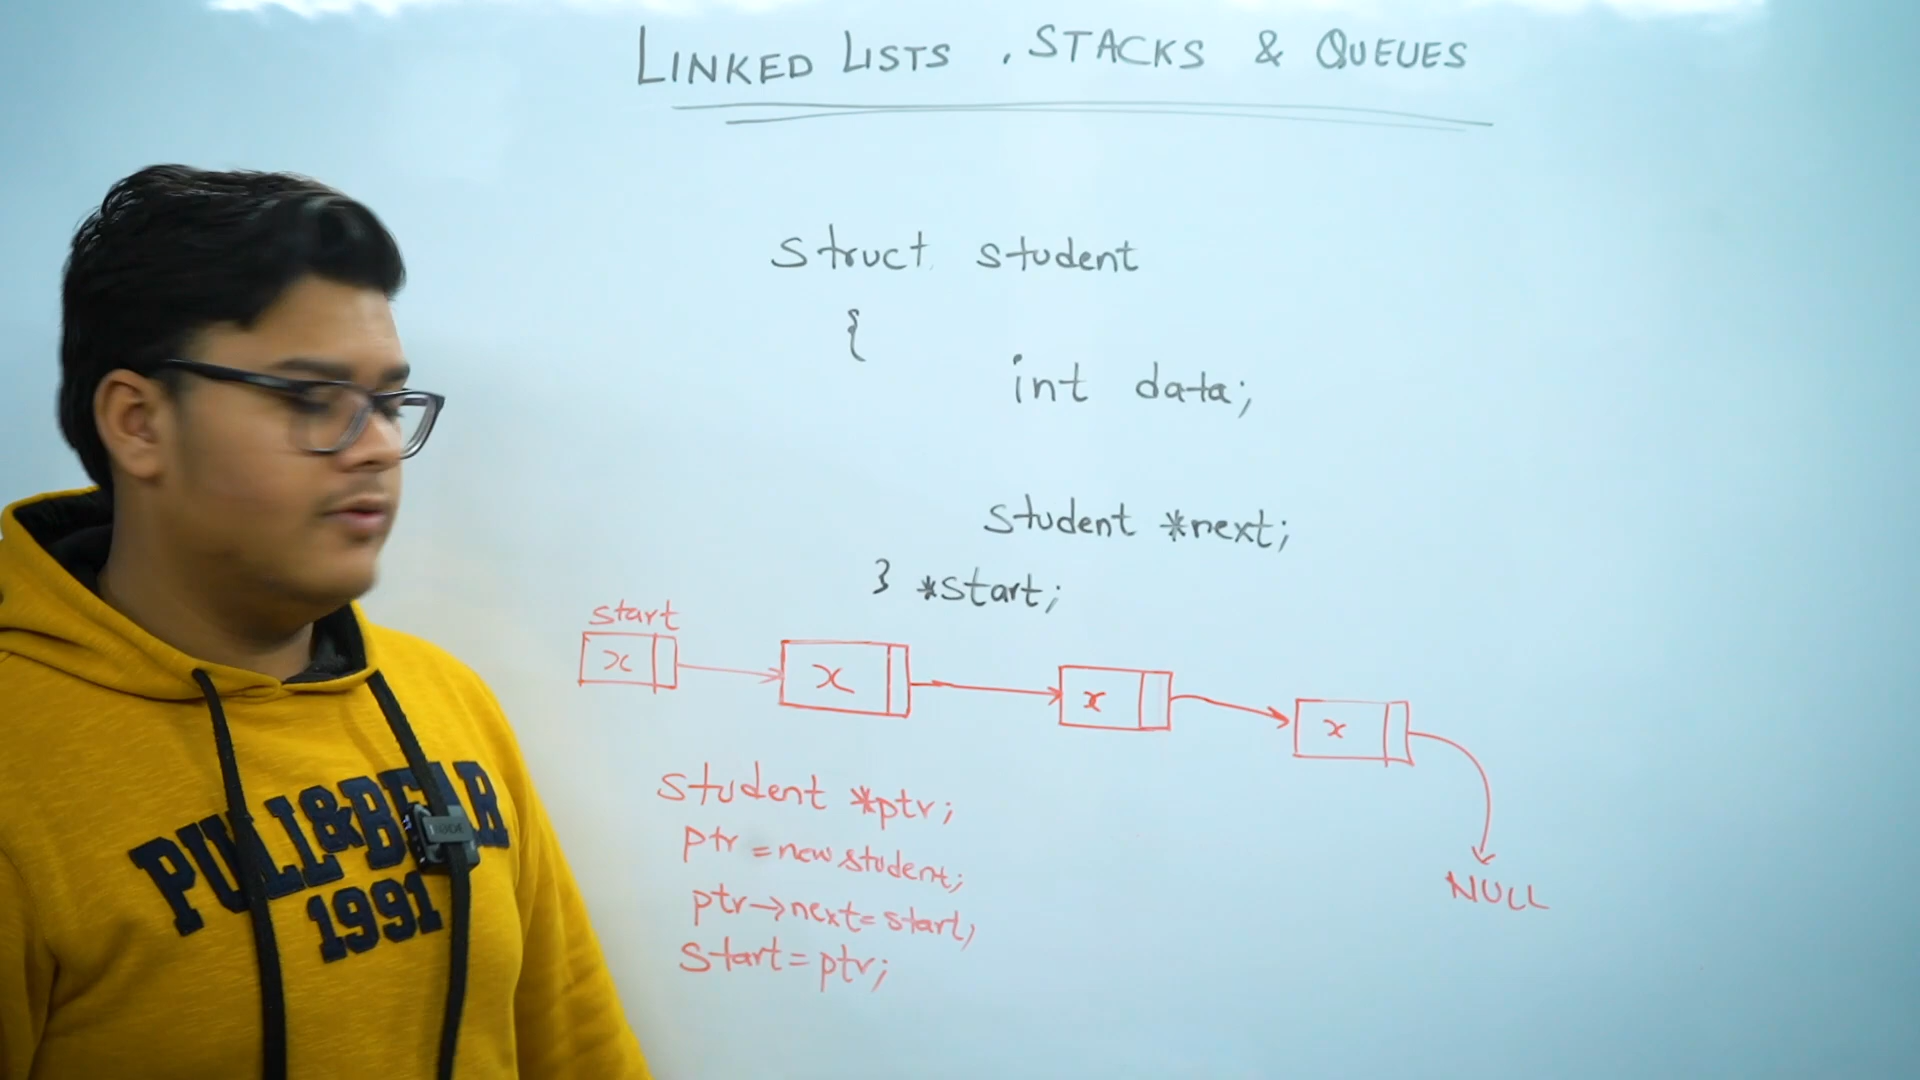 LINKED LISTS , STACKS & QUEUES
struct student
{
int data;
student *next;
} *start;
start
x
x
x
x
student *ptr;
ptr = new student;
ptr→next = start;
start = ptr;
NULL
PULL&BEAR
1991
RODE